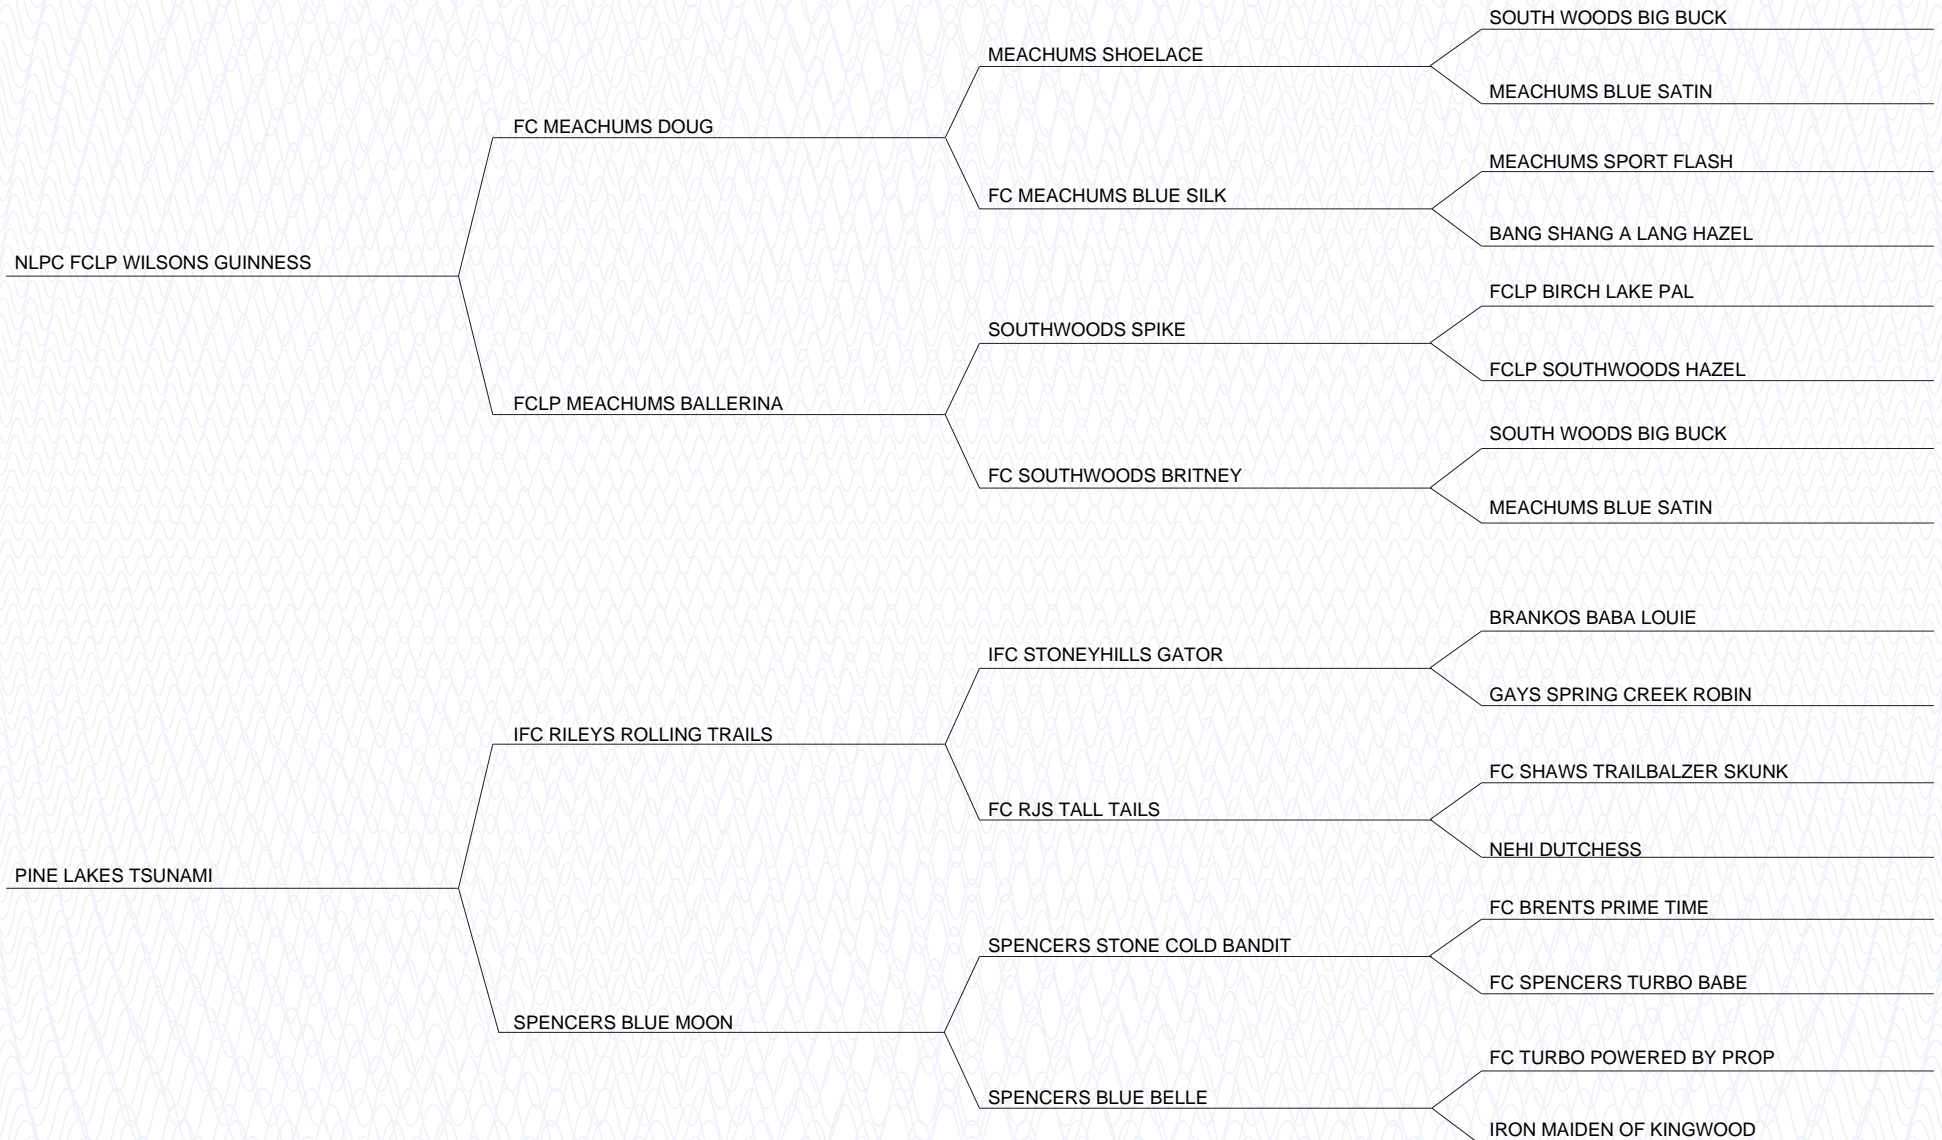 SOUTH WOODS BIG BUCK
MEACHUMS SHOELACE
MEACHUMS BLUE SATIN
FC MEACHUMS DOUG
MEACHUMS SPORT FLASH
FC MEACHUMS BLUE SILK
BANG SHANG A LANG HAZEL
NLPC FCLP WILSONS GUINNESS
FCLP BIRCH LAKE PAL
SOUTHWOODS SPIKE
FCLP SOUTHWOODS HAZEL
FCLP MEACHUMS BALLERINA
SOUTH WOODS BIG BUCK
FC SOUTHWOODS BRITNEY
MEACHUMS BLUE SATIN
BRANKOS BABA LOUIE
IFC STONEYHILLS GATOR
GAYS SPRING CREEK ROBIN
IFC RILEYS ROLLING TRAILS
FC SHAWS TRAILBALZER SKUNK
FC RJS TALL TAILS
NEHI DUTCHESS
PINE LAKES TSUNAMI
FC BRENTS PRIME TIME
SPENCERS STONE COLD BANDIT
FC SPENCERS TURBO BABE
SPENCERS BLUE MOON
FC TURBO POWERED BY PROP
SPENCERS BLUE BELLE
IRON MAIDEN OF KINGWOOD